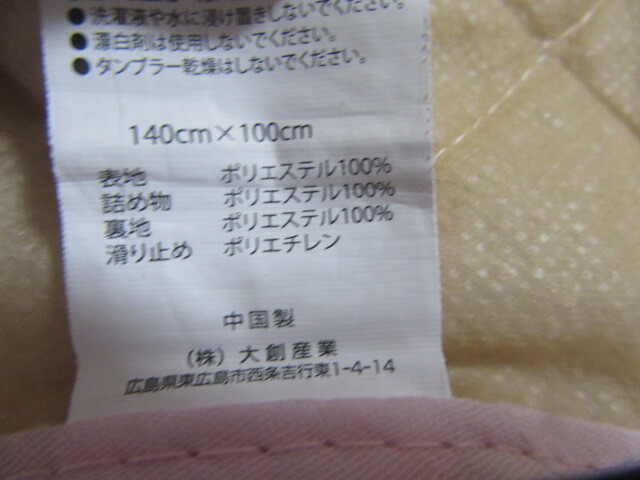 ●洗濯液や水に浸け置きしないでください。
●漂白剤は使用しないでください。
●タンブラー乾燥はしないでください。
140cm×100cm
表地 ポリエステル100%
詰め物 ポリエステル100%
裏地 ポリエステル100%
滑り止め ポリエチレン
中国製
(株)大創産業
広島県東広島市西条吉行東1-4-14